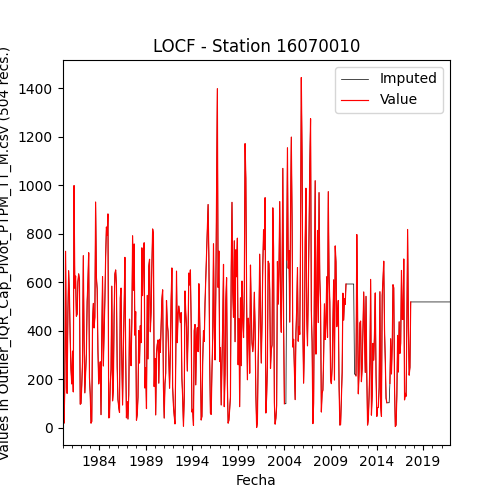 LOCF - Station 16070010
Values in Outlier_IQR_Cap_Pivot_PTPM_TT_M.csv (504 recs.)
Imputed
Value
1400
1200
1000
800
600
400
200
0
1984 1989 1994 1999 2004 2009 2014 2019
Fecha